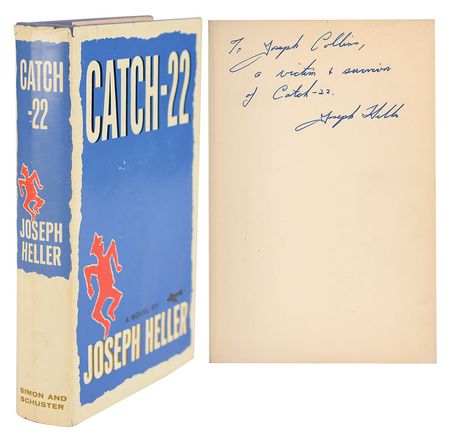 CATCH
-22
JOSEPH
HELLER
SIMON AND
SCHUSTER
CATCH-22
A NOVEL BY
JOSEPH HELLER
To Joseph Collins,
a victim & survivor
of Catch-22.
Joseph Heller